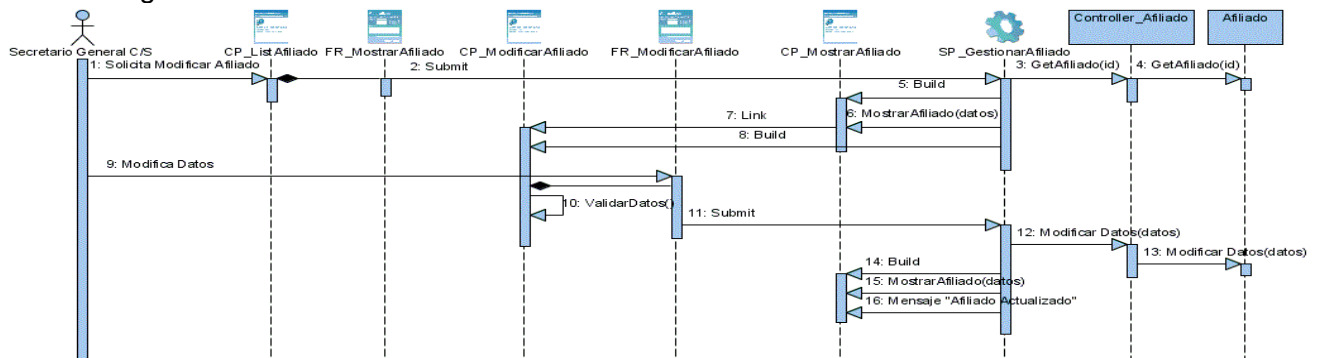 Controller_Afiliado
Afiliado
Secretario General C/S
CP_ListAfiliado
FR_MostrarAfiliado
CP_ModificarAfiliado
FR_ModificarAfiliado
CP_MostrarAfiliado
SP_GestionarAfiliado
1: Solicita Modificar Afiliado
2: Submit
3: GetAfiliado(id)
4: GetAfiliado(id)
5: Build
6: MostrarAfiliado(datos)
7: Link
8: Build
9: Modifica Datos
10: ValidarDatos()
11: Submit
12: Modificar Datos(datos)
13: Modificar Datos(datos)
14: Build
15: MostrarAfiliado(datos)
16: Mensaje "Afiliado Actualizado"